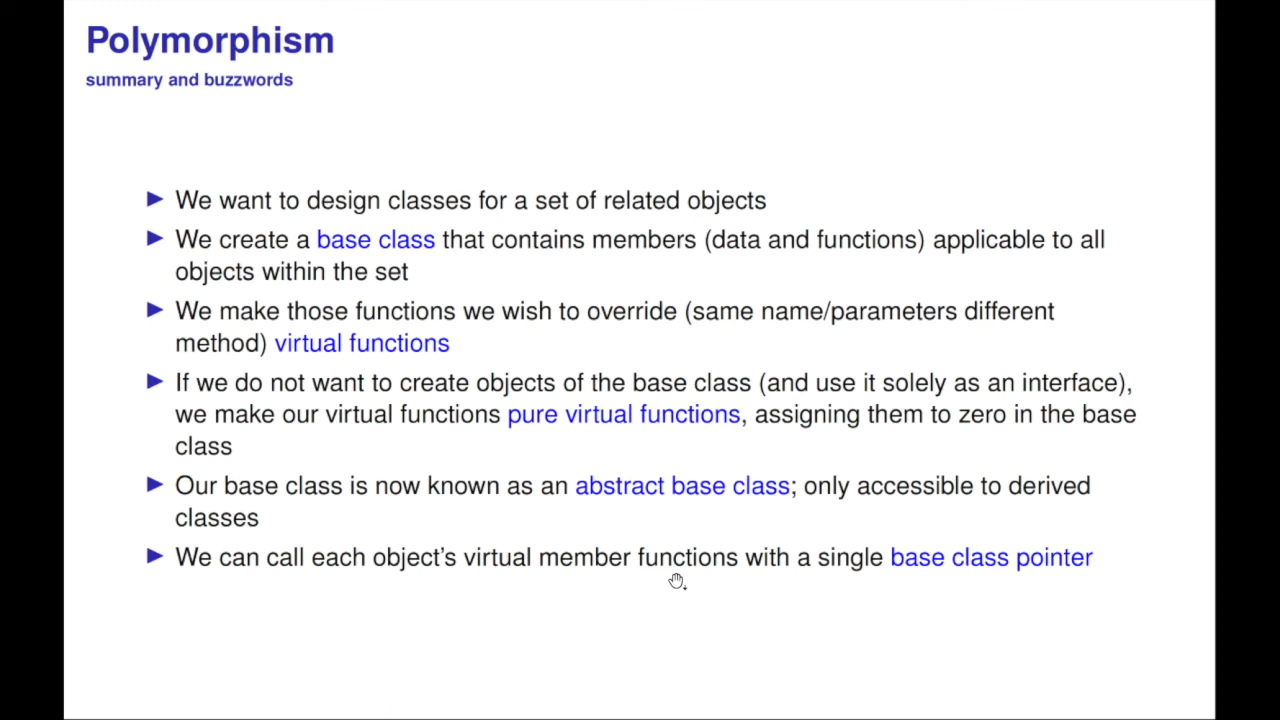 Polymorphism
summary and buzzwords
▶ We want to design classes for a set of related objects
▶ We create a base class that contains members (data and functions) applicable to all
objects within the set
▶ We make those functions we wish to override (same name/parameters different
method) virtual functions
▶ If we do not want to create objects of the base class (and use it solely as an interface),
we make our virtual functions pure virtual functions, assigning them to zero in the base
class
▶ Our base class is now known as an abstract base class; only accessible to derived
classes
▶ We can call each object's virtual member functions with a single base class pointer